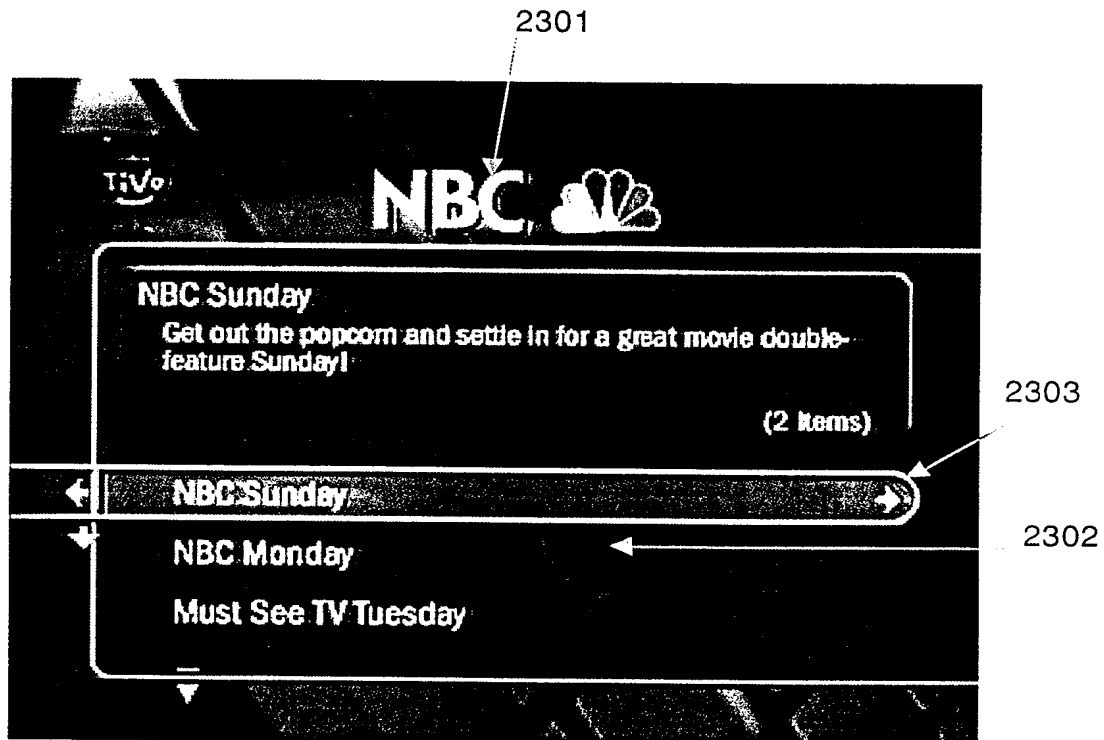 2301
TiVo
NBC
NBC Sunday
Get out the popcorn and settle in for a great movie double-
feature Sunday!
(2 Items)
2303
NBC Sunday
2302
NBC Monday
Must See TV Tuesday